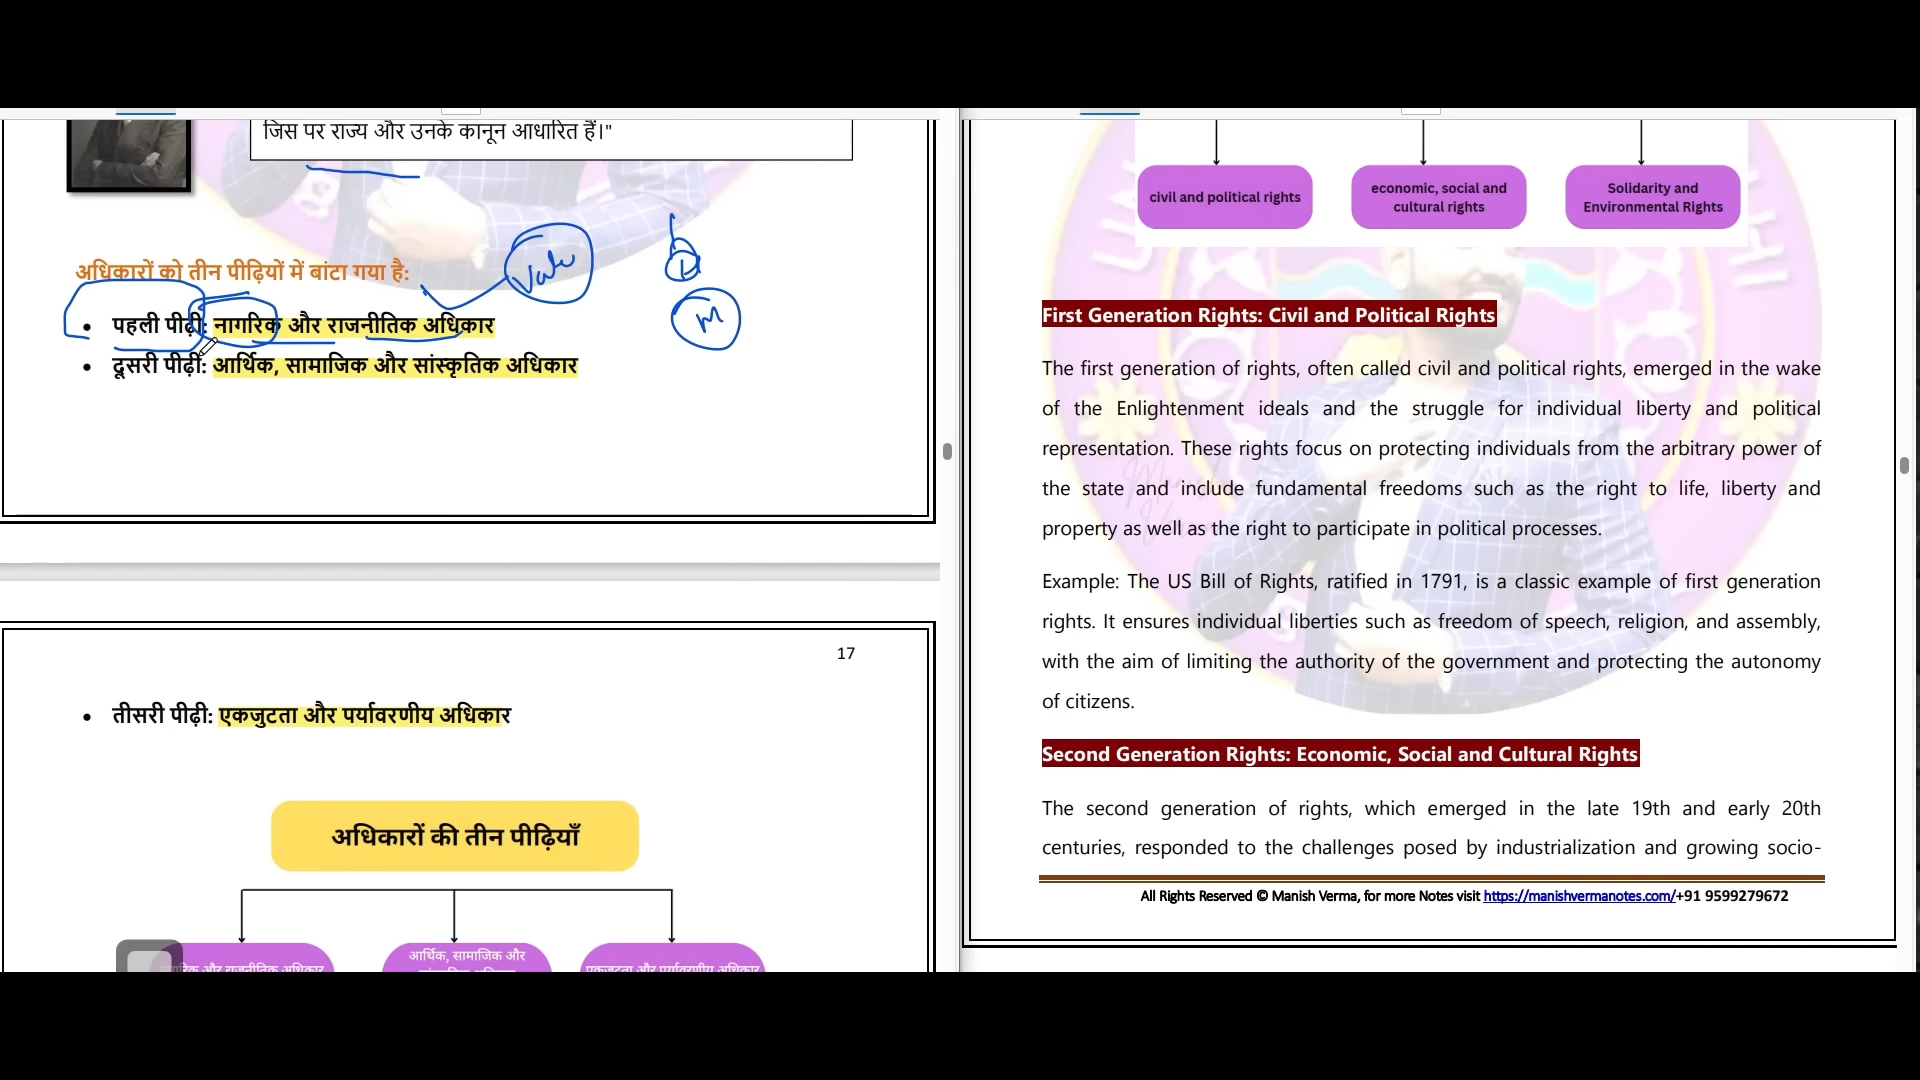 जिस पर राज्य और उनके कानून आधारित हैं।"
अधिकारों को तीन पीढ़ियों में बांटा गया है:
Vote
M
• पहली पीढ़ी: नागरिक और राजनीतिक अधिकार
• दूसरी पीढ़ी: आर्थिक, सामाजिक और सांस्कृतिक अधिकार
17
• तीसरी पीढ़ी: एकजुटता और पर्यावरणीय अधिकार
अधिकारों की तीन पीढ़ियाँ
आर्थिक, सामाजिक और
एकजुटता और पर्यावरणीय अधिकार
civil and political rights
economic, social and
cultural rights
Solidarity and
Environmental Rights
First Generation Rights: Civil and Political Rights
The first generation of rights, often called civil and political rights, emerged in the wake
of the Enlightenment ideals and the struggle for individual liberty and political
representation. These rights focus on protecting individuals from the arbitrary power of
the state and include fundamental freedoms such as the right to life, liberty and
property as well as the right to participate in political processes.
Example: The US Bill of Rights, ratified in 1791, is a classic example of first generation
rights. It ensures individual liberties such as freedom of speech, religion, and assembly,
with the aim of limiting the authority of the government and protecting the autonomy
of citizens.
Second Generation Rights: Economic, Social and Cultural Rights
The second generation of rights, which emerged in the late 19th and early 20th
centuries, responded to the challenges posed by industrialization and growing socio-
All Rights Reserved © Manish Verma, for more Notes visit https://manishvermanotes.com/+91 9599279672